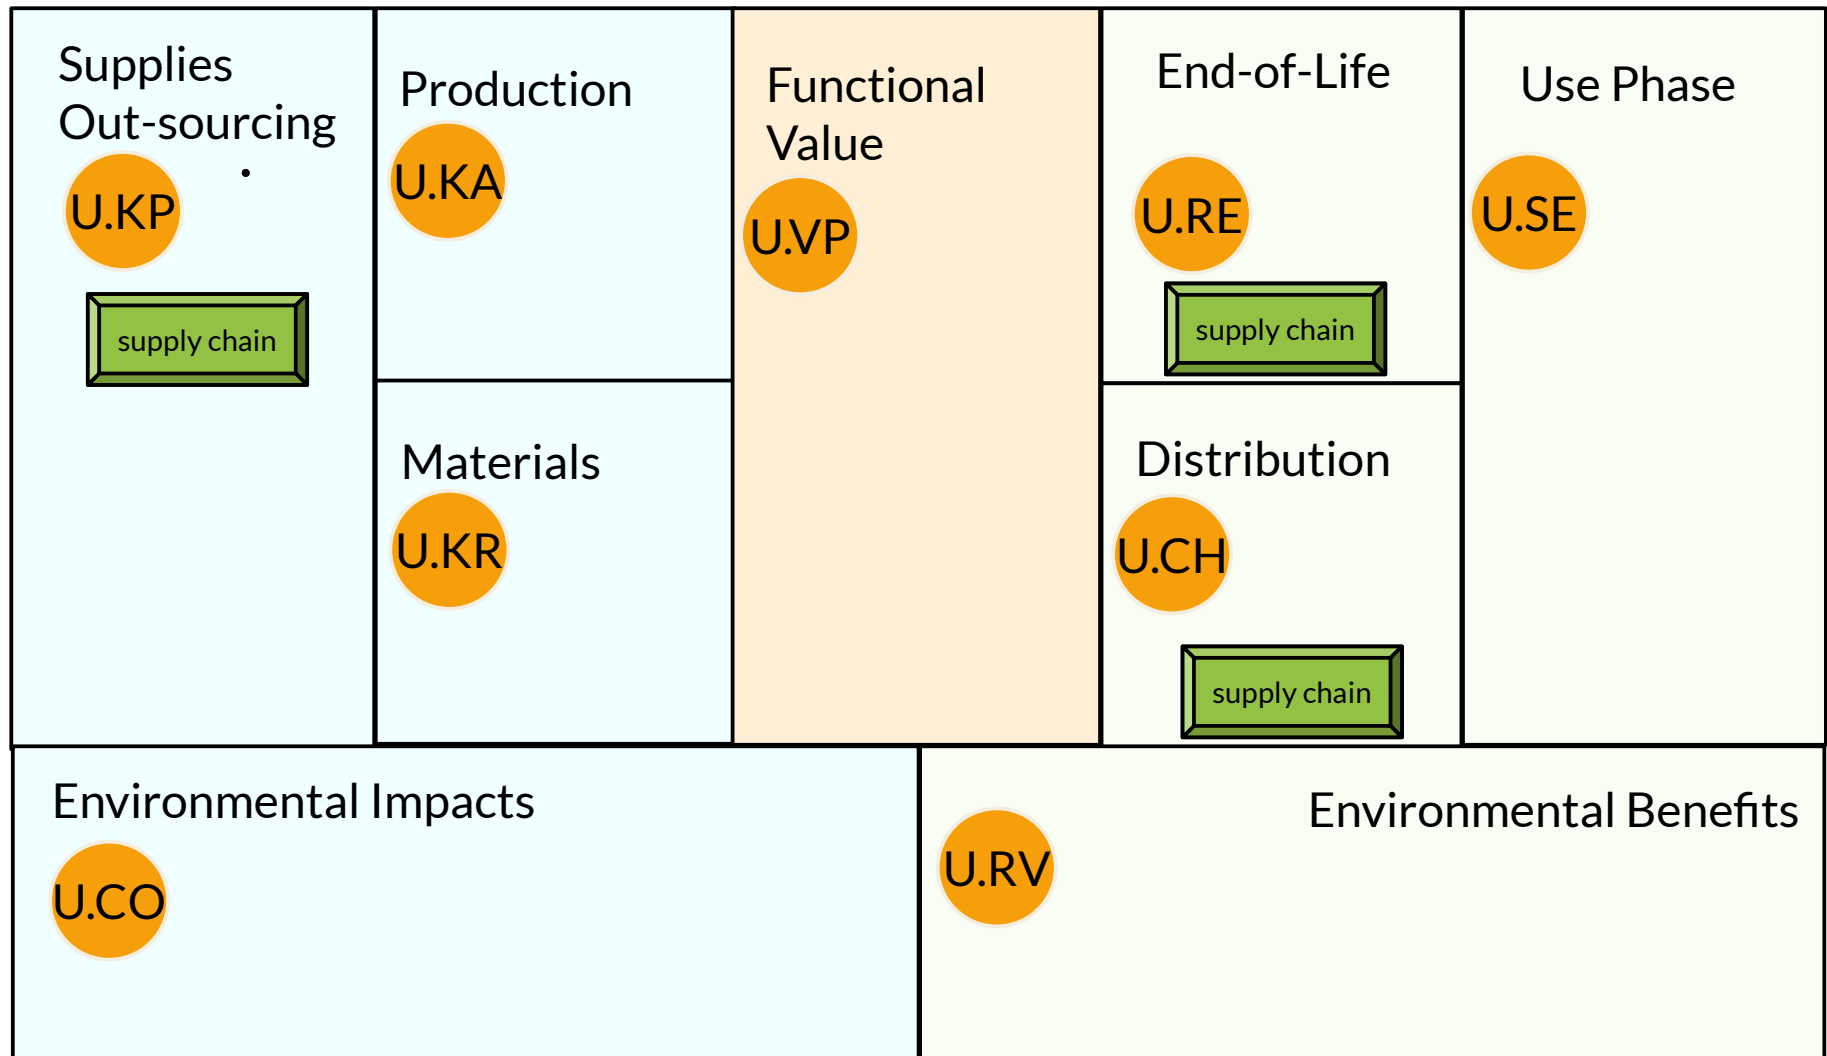 Supplies
Out-sourcing
U.KP
supply chain
Production
U.KA
Materials
U.KR
Functional
Value
U.VP
End-of-Life
U.RE
supply chain
Distribution
U.CH
supply chain
Use Phase
U.SE
Environmental Impacts
U.CO
Environmental Benefits
U.RV